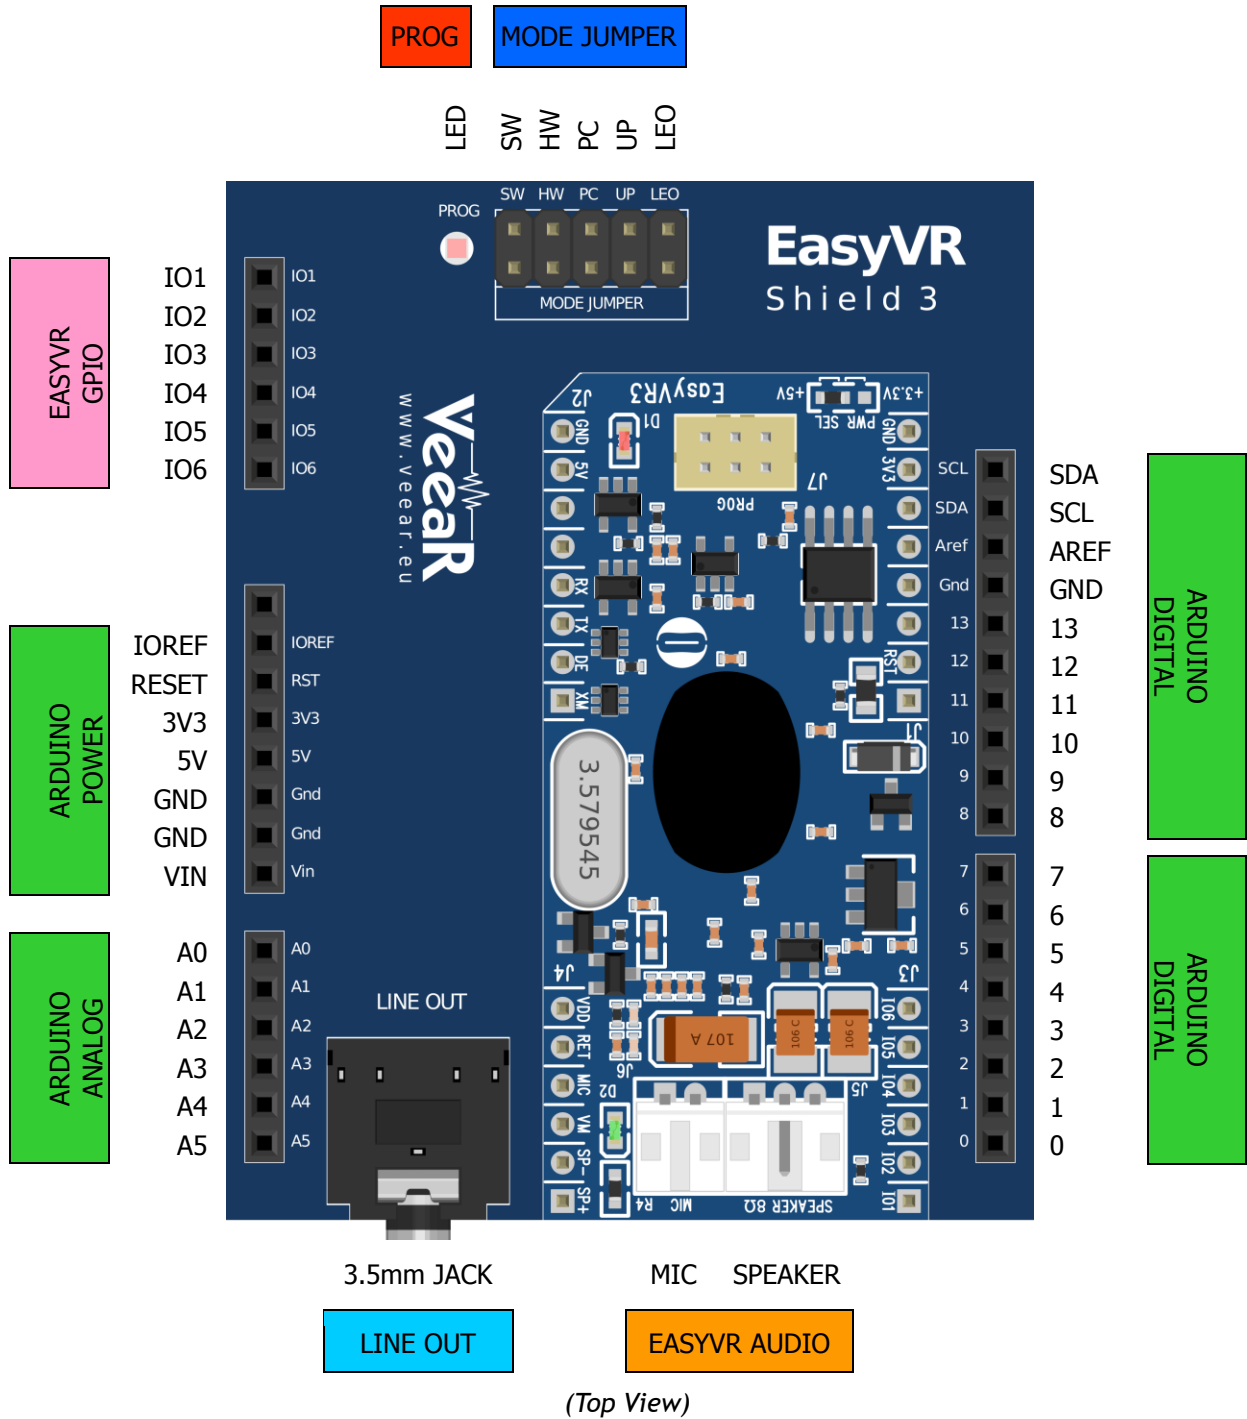 PROG
MODE JUMPER
LED
SW
HW
PC
UP
LEO
SW HW PC UP LEO
PROG
MODE JUMPER
EasyVR
Shield 3
EASYVR
GPIO
IO1
IO2
IO3
IO4
IO5
IO6
IO1
IO2
IO3
IO4
IO5
IO6
VeeaR
www.veear.eu
ARDUINO
POWER
IOREF
RESET
3V3
5V
GND
GND
VIN
IOREF
RST
3V3
5V
Gnd
Gnd
Vin
ARDUINO
ANALOG
A0
A1
A2
A3
A4
A5
A0
A1
A2
A3
A4
A5
LINE OUT
EasyVR3
J2
GND
5V
RX
TX
DE
XM
D1
PROG
J7
+5V
+3.3V
PWR SEL
GND
3V3
RST
J1
3.579545
J4
VDD
RET
MIC
VM
SP-
SP+
J6
D2
R4
MIC
SPEAKER 8Ω
J5
107 A
106 C
106 C
J3
IO6
IO5
IO4
IO3
IO2
IO1
SCL
SDA
Aref
Gnd
13
12
11
10
9
8
7
6
5
4
3
2
1
0
SDA
SCL
AREF
GND
13
12
11
10
9
8
7
6
5
4
3
2
1
0
ARDUINO
DIGITAL
ARDUINO
DIGITAL
3.5mm JACK
MIC
SPEAKER
LINE OUT
EASYVR AUDIO
(Top View)